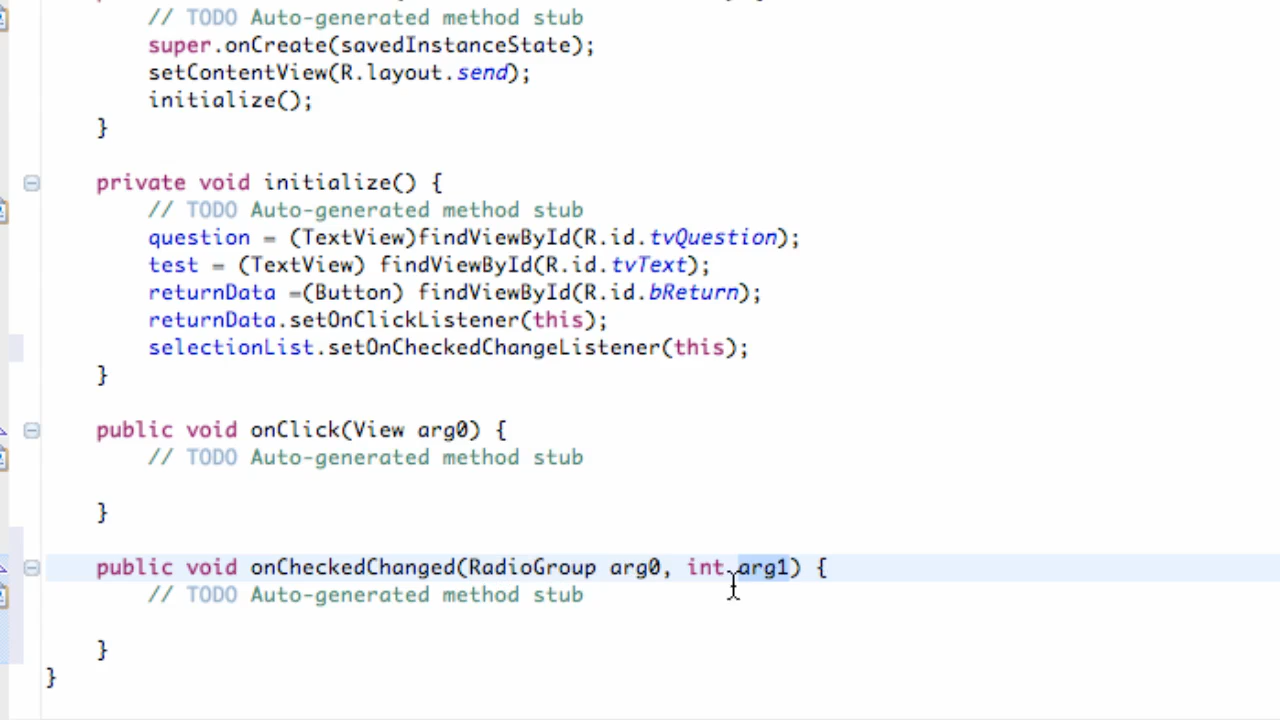 // TODO Auto-generated method stub
super.onCreate(savedInstanceState);
setContentView(R.layout.send);
initialize();
}
private void initialize() {
// TODO Auto-generated method stub
question = (TextView)findViewById(R.id.tvQuestion);
test = (TextView) findViewById(R.id.tvText);
returnData =(Button) findViewById(R.id.bReturn);
returnData.setOnClickListener(this);
selectionList.setOnCheckedChangeListener(this);
}
public void onClick(View arg0) {
// TODO Auto-generated method stub
}
public void onCheckedChanged(RadioGroup arg0, int arg1) {
// TODO Auto-generated method stub
}
}